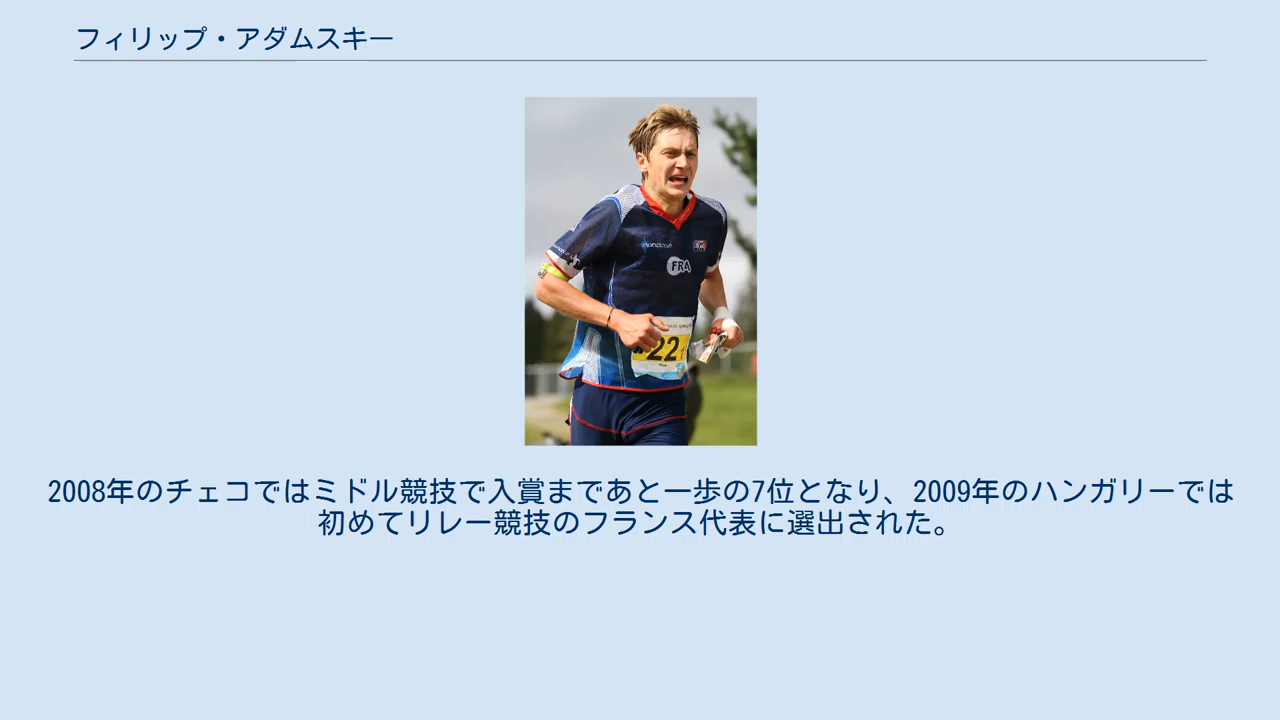 フィリップ・アダムスキー
FRA
22
2008年のチェコではミドル競技で入賞まであと一歩の7位となり、2009年のハンガリーでは
初めてリレー競技のフランス代表に選出された。